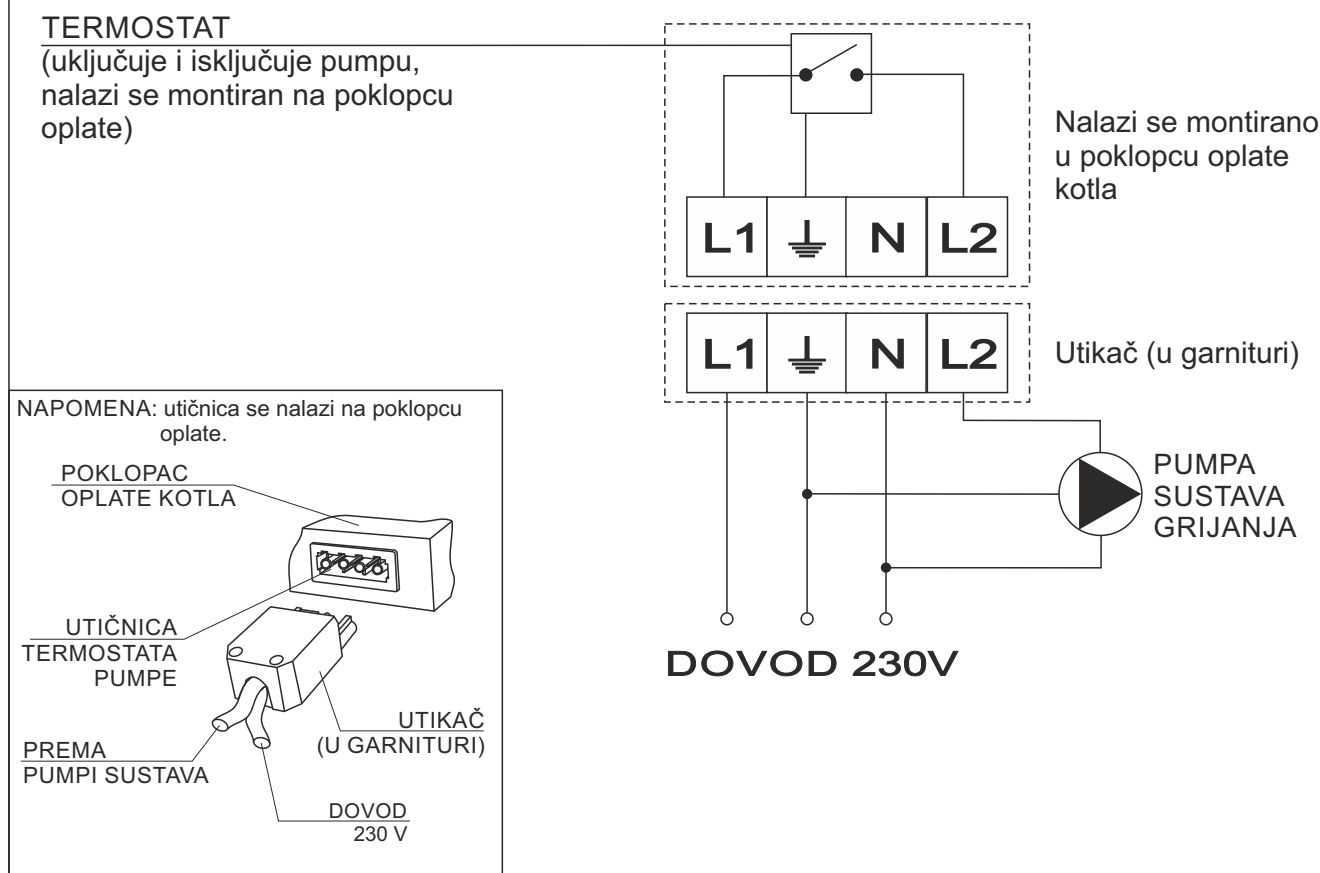 TERMOSTAT
(uključuje i isključuje pumpu,
nalazi se montiran na poklopcu
oplate)
Nalazi se montirano
u poklopcu oplate
kotla
L1 N L2
L1 N L2
Utikač (u garnituri)
PUMPA
SUSTAVA
GRIJANJA
DOVOD 230V
NAPOMENA: utičnica se nalazi na poklopcu
oplate.
POKLOPAC
OPLATE KOTLA
UTIČNICA
TERMOSTATA
PUMPE
UTIKAČ
(U GARNITURI)
PREMA
PUMPI SUSTAVA
DOVOD
230 V